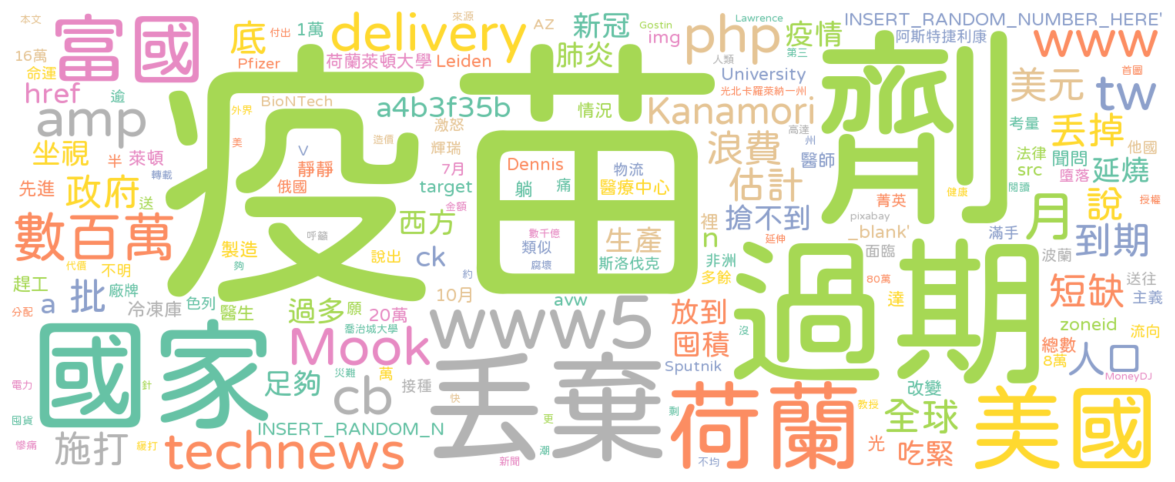 本文
富國
底
付出
1萬
delivery
來源
AZ
新冠
Gostin
img
php
Lawrence
第三
疫情
INSERT_RANDOM_NUMBER_HERE'
阿斯特捷利康
www
首圖
16萬
命運
逾
href
Pfizer
荷蘭萊頓大學
Leiden
肺炎
人類
University
光北卡羅萊納一州
美元
tw
amp
外界
BioNTech
a4b3f35b
激怒
情況
Kanamori
高達
州
考量
丟掉
他國
坐視
半
萊頓
美
V
造價
輝瑞
浪費
醫師
法律
聞問
延燒
先進
政府
送
轉載
靜靜
俄國
7月
target
Dennis
躺
痛
物流
醫療中心
估計
菁英
src
墮落
健康
閱讀
說
授權
疫苗
劑
數百萬
呼籲
西方
金額
數千億
裡
搶不到
pixabay
_blank'
滿手
月
到期
製造
說出
ck
類似
生產
n
延伸
面臨
波蘭
趕工
代價
不明
夠
約
腐壞
斯洛伐克
非洲
多餘
80萬
送往
主義
a
批
廠牌
冷凍庫
色列
醫生
過多
願
10月
20萬
avw
放到
達
過期
短缺
分配
喬治城大學
www5
囤積
沒
zoneid
流向
總數
8萬
人口
國家
Mook
災難
足夠
萬
接種
Sputnik
MoneyDJ
電力
針
cb
快
丟棄
剩
改變
教授
囤貨
INSERT_RANDOM_N
更
荷蘭
全球
美國
慘痛
施打
緩打
technews
新聞
潮
不均
光
吃緊